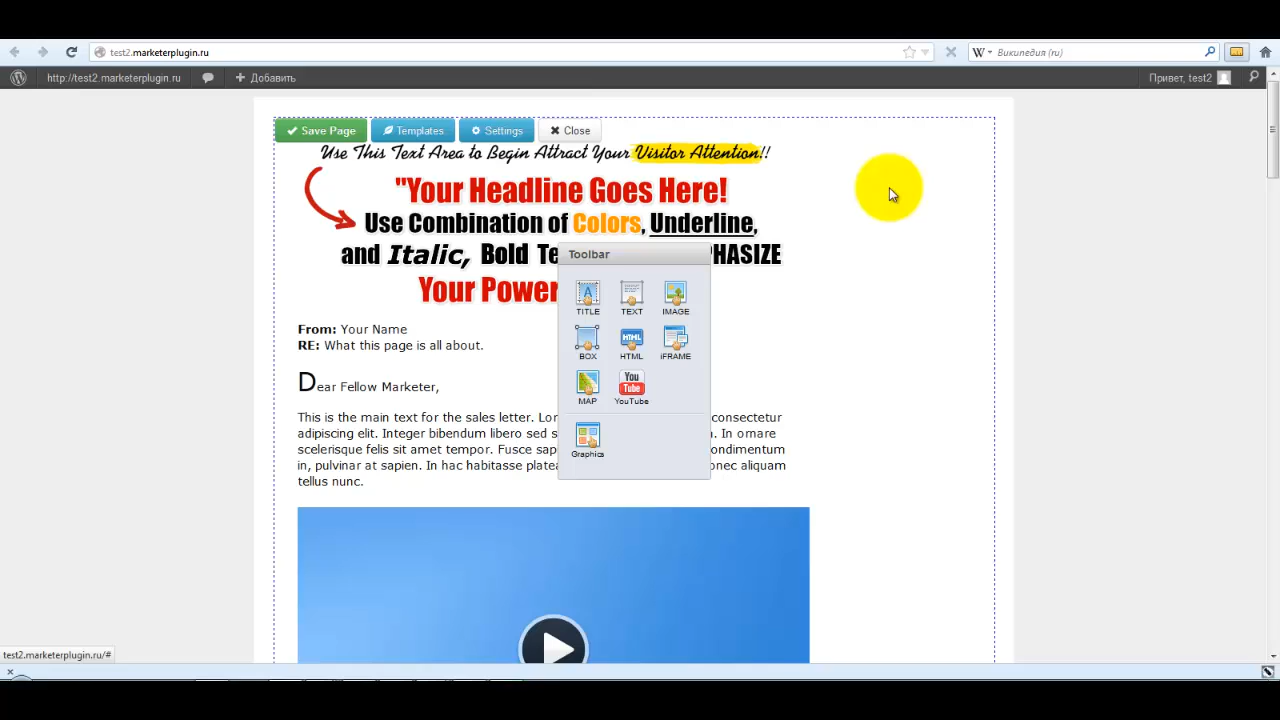 test2.marketerplugin.ru
Википедия (ru)
http://test2.marketerplugin.ru
Добавить
Привет, test2
Save Page
Templates
Settings
Close
Use This Text Area to Begin Attract Your Visitor Attention!!
"Your Headline Goes Here!
Use Combination of Colors, Underline,
and Italic, Bold Te PHASIZE
Your Power
Toolbar
TITLE
TEXT
IMAGE
BOX
HTML
iFRAME
MAP
YouTube
Graphics
From: Your Name
RE: What this page is all about.
Dear Fellow Marketer,
This is the main text for the sales letter. Lor consectetur
adipiscing elit. Integer bibendum libero sed s . In ornare
scelerisque felis sit amet tempor. Fusce sap ondimentum
in, pulvinar at sapien. In hac habitasse platea onec aliquam
tellus nunc.
test2.marketerplugin.ru/#